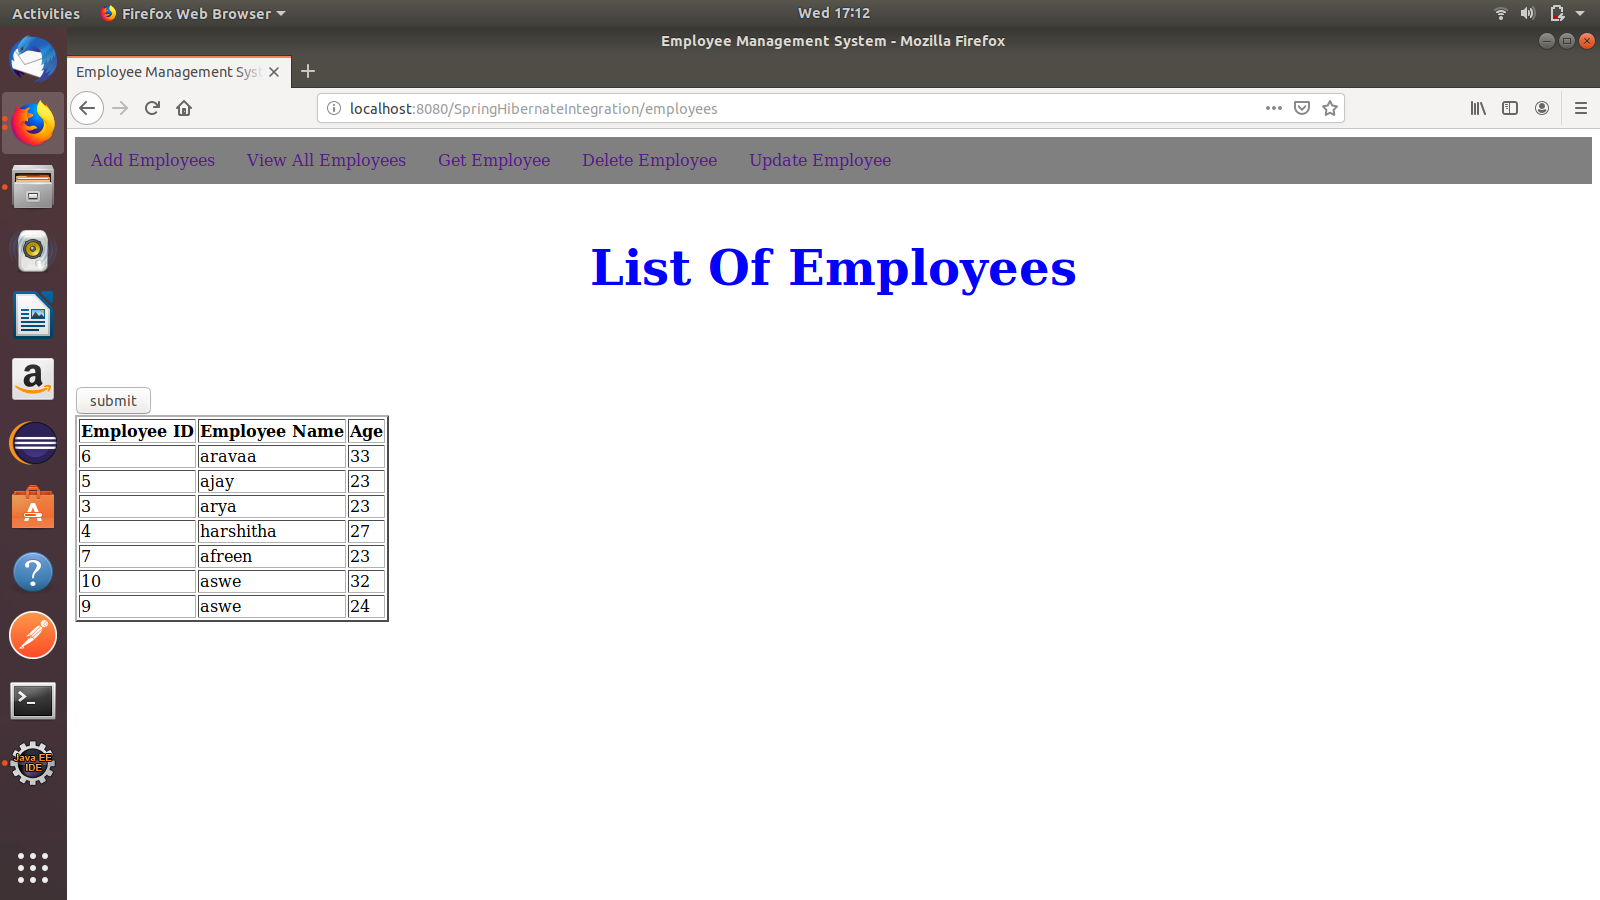 Activities Firefox Web Browser Wed 17:12
Employee Management System - Mozilla Firefox
Employee Management Syst
localhost:8080/SpringHibernateIntegration/employees
Add Employees View All Employees Get Employee Delete Employee Update Employee
List Of Employees
submit
Employee ID Employee Name Age
6 aravaa 33
5 ajay 23
3 arya 23
4 harshitha 27
7 afreen 23
10 aswe 32
9 aswe 24
a
A
?
>_
Java EE
IDE